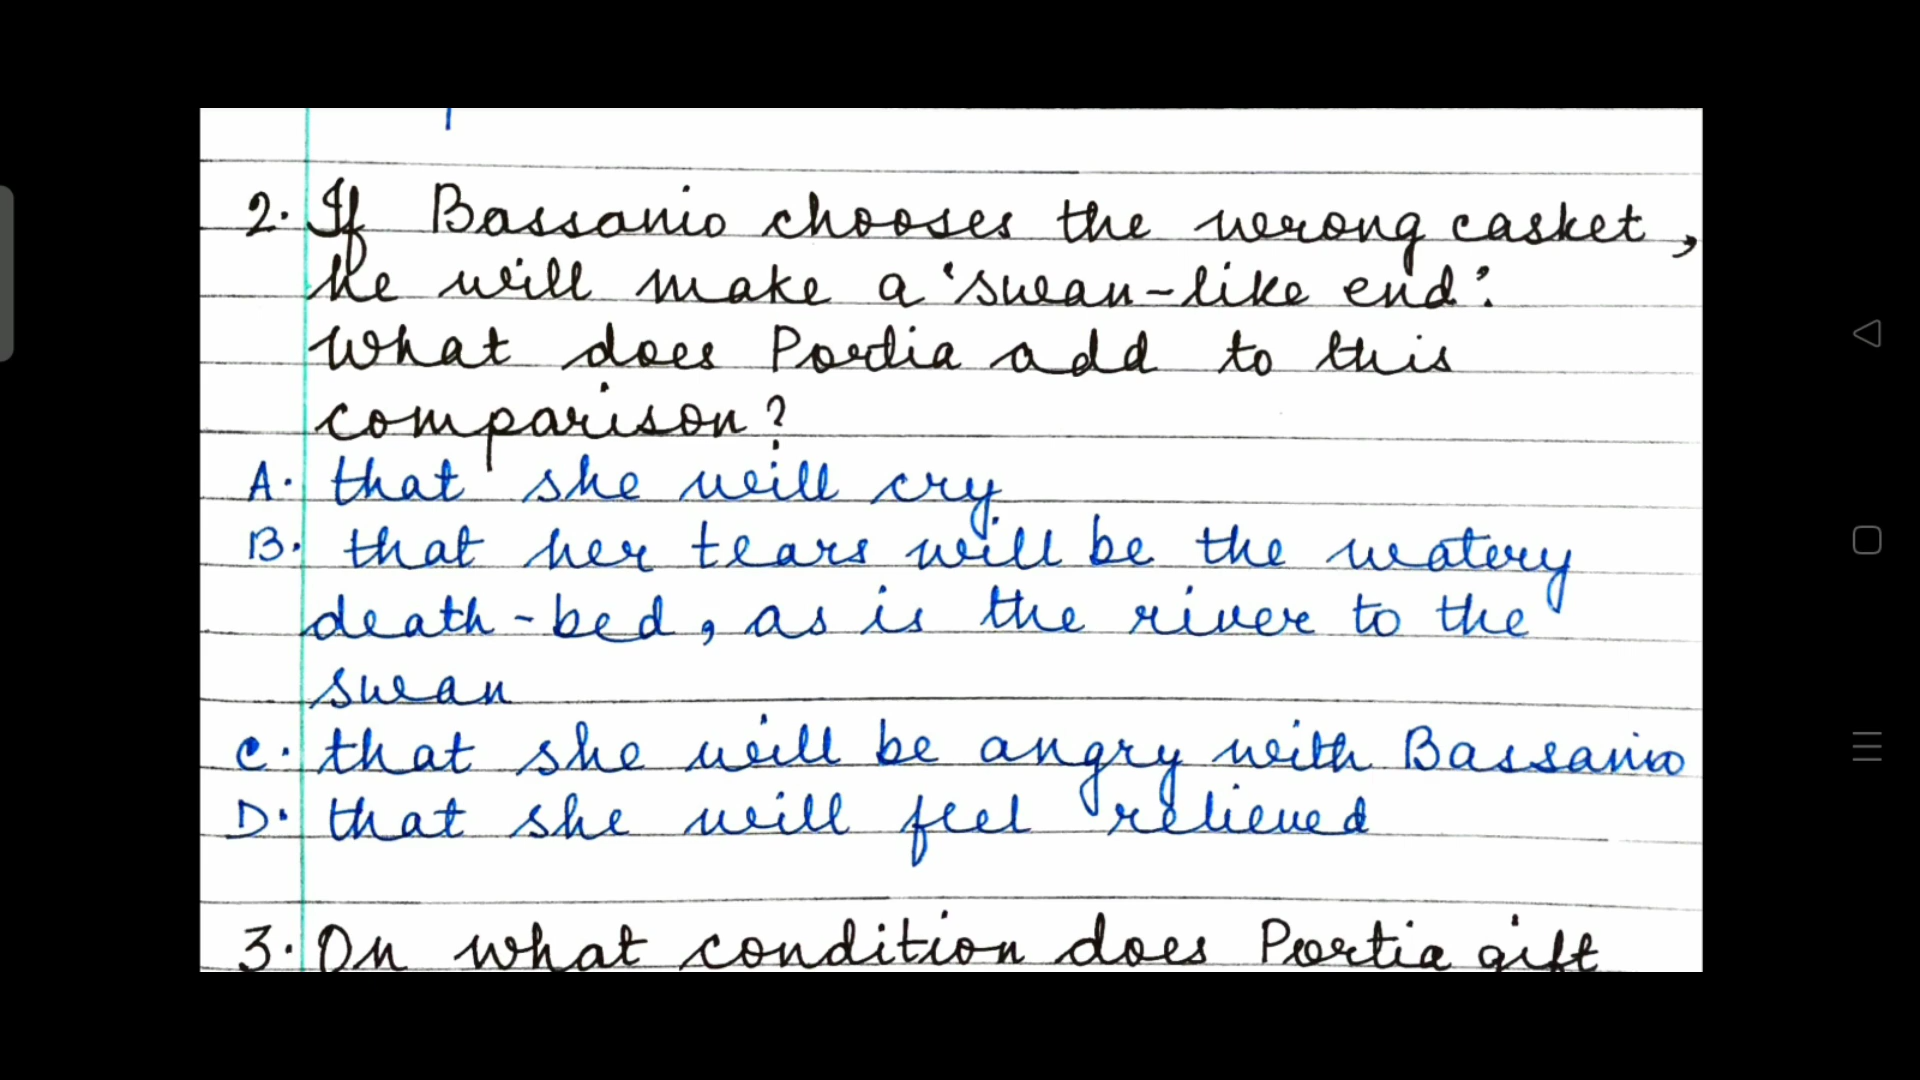 2. If Bassanio chooses the wrong casket,
he will make a 'swan-like end'.
What does Portia add to this
comparison?
A. that she will cry
B. that her tears will be the watery
death-bed, as is the river to the
swan
C. that she will be angry with Bassanio
D. that she will feel relieved
3. On what condition does Portia gift